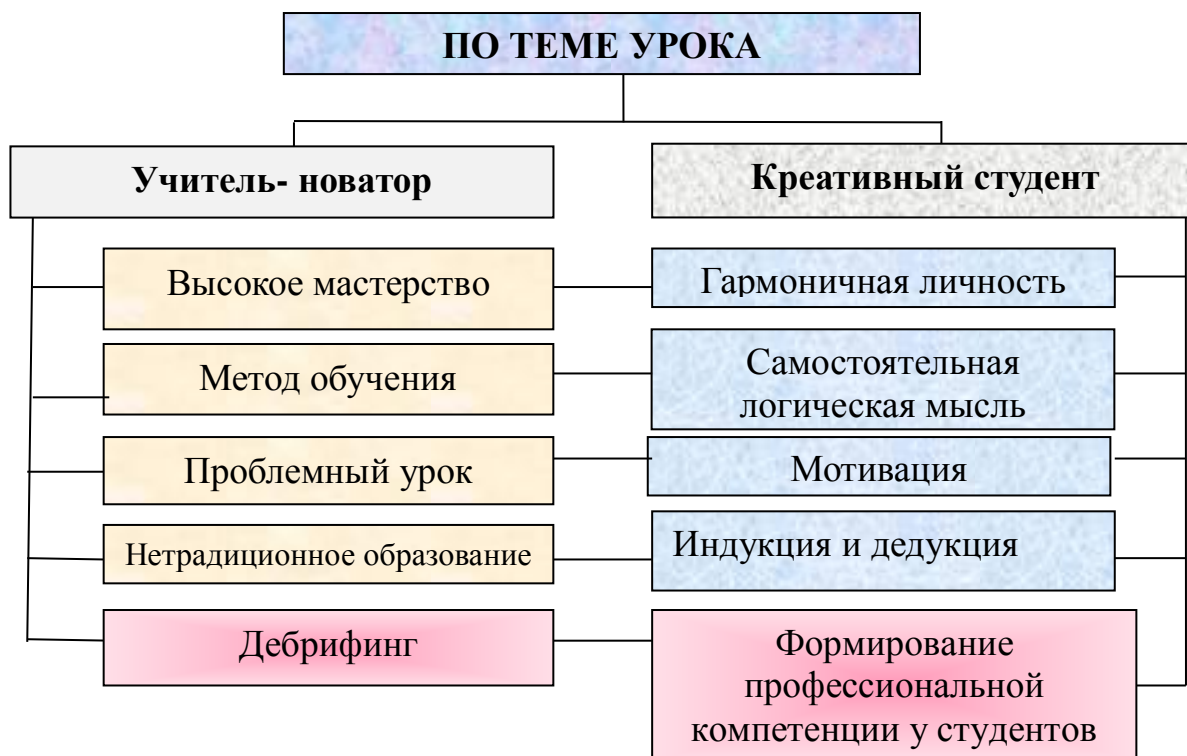 ПО ТЕМЕ УРОКА
Учитель- новатор
Креативный студент
Высокое мастерство
Гармоничная личность
Метод обучения
Самостоятельная
логическая мысль
Проблемный урок
Мотивация
Нетрадиционное образование
Индукция и дедукция
Дебрифинг
Формирование
профессиональной
компетенции у студентов